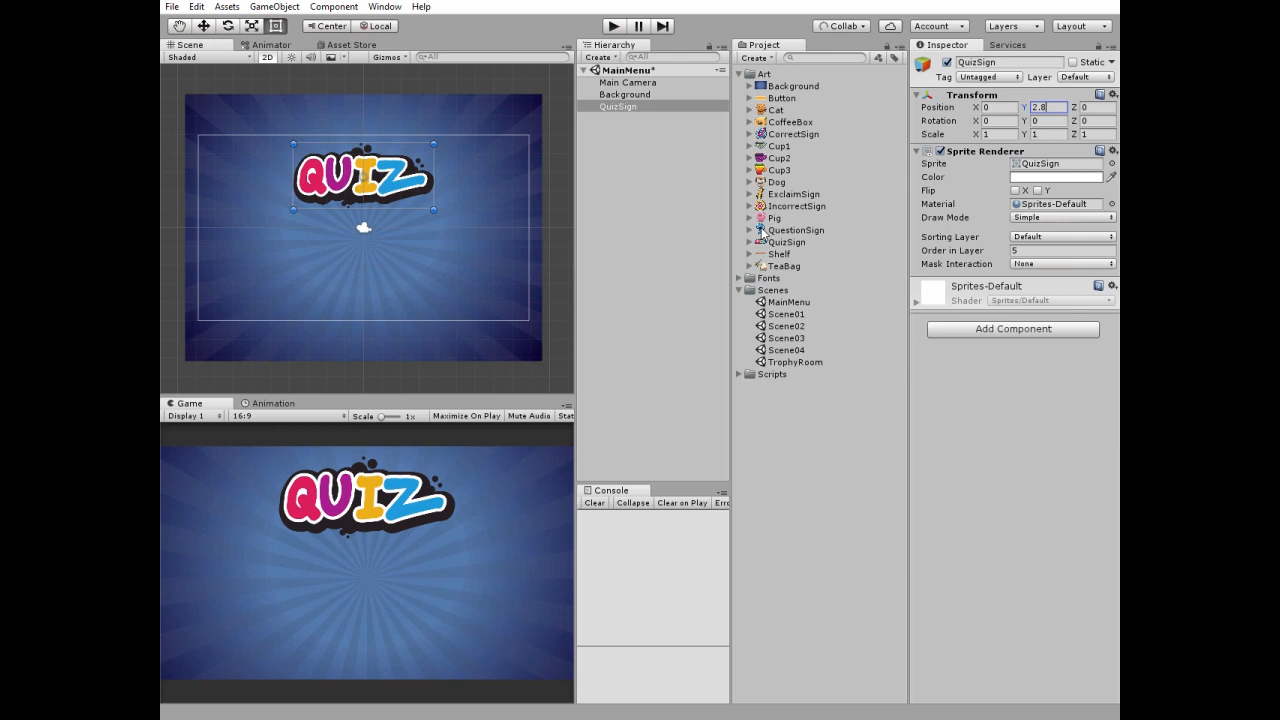 File Edit Assets GameObject Component Window Help
Center Local Collab Account Layers Layout
Scene Animator Asset Store
Shaded 2D Gizmos All
QUIZ
Game Animation
Display 1 16:9 Scale 1x Maximize On Play Mute Audio Stat
QUIZ
Hierarchy
Create All
MainMenu*
Main Camera
Background
QuizSign
Console
Clear Collapse Clear on Play Erro
Project
Create
Art
Background
Button
Cat
CoffeeBox
CorrectSign
Cup1
Cup2
Cup3
Dog
ExclaimSign
IncorrectSign
Pig
QuestionSign
QuizSign
Shelf
TeaBag
Fonts
Scenes
MainMenu
Scene01
Scene02
Scene03
Scene04
TrophyRoom
Scripts
Inspector Services
QuizSign Static
Tag Untagged Layer Default
Transform
Position X 0 Y 2.8 Z 0
Rotation X 0 Y 0 Z 0
Scale X 1 Y 1 Z 1
Sprite Renderer
Sprite QuizSign
Color
Flip X Y
Material Sprites-Default
Draw Mode Simple
Sorting Layer Default
Order in Layer 5
Mask Interaction None
Sprites-Default
Shader Sprites/Default
Add Component